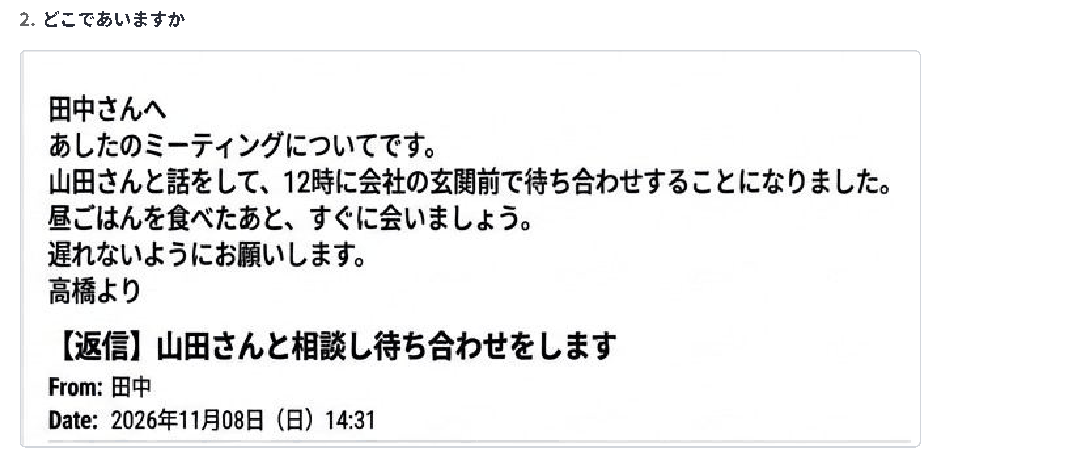 2. どこであいますか
田中さんへ
あしたのミーティングについてです。
山田さんと話をして、12時に会社の玄関前で待ち合わせすることになりました。
昼ごはんを食べたあと、すぐに会いましょう。
遅れないようにお願いします。
高橋より
【返信】山田さんと相談し待ち合わせをします
From: 田中
Date: 2026年11月08日（日）14:31